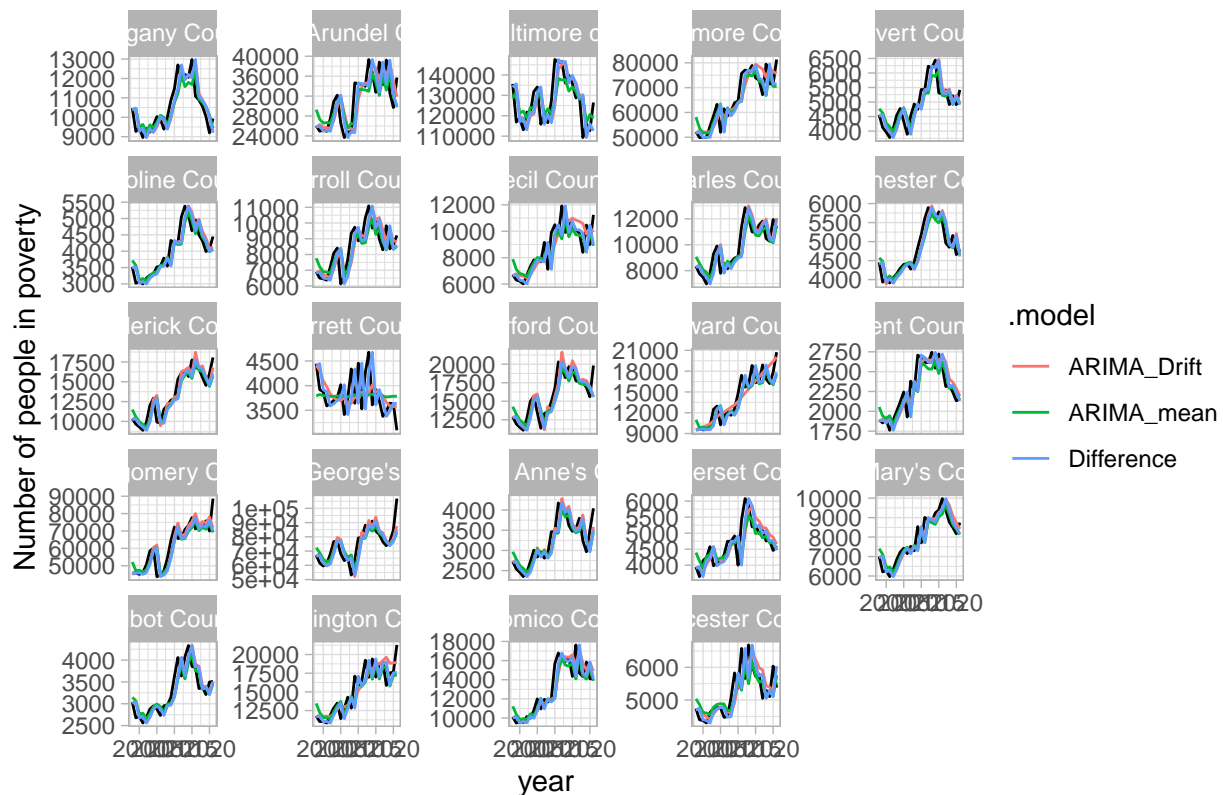 gany Cou
Arundel C
ltimore c
more Co
vert Cou
13000
12000
11000
10000
9000
40000
36000
32000
28000
24000
140000
130000
120000
110000
80000
70000
60000
50000
6500
6000
5500
5000
4500
4000
oline Cou
rroll Cou
ecil Coun
arles Cou
hester Co
5500
5000
4500
4000
3500
3000
11000
10000
9000
8000
7000
6000
12000
10000
8000
6000
12000
10000
8000
6000
5500
5000
4500
4000
derick Co
rrett Cou
rford Cou
ward Cou
ent Coun
17500
15000
12500
10000
4500
4000
3500
20000
17500
15000
12500
21000
18000
15000
12000
9000
2750
2500
2250
2000
1750
gomery C
George's
Anne's C
erset Co
Mary's Co
90000
80000
70000
60000
50000
1e+05
9e+04
8e+04
7e+04
6e+04
5e+04
4000
3500
3000
2500
6000
5500
5000
4500
4000
3500
10000
9000
8000
7000
6000
bot Coun
ington C
omico Co
cester Co
4000
3500
3000
2500
20000
17500
15000
12500
18000
16000
14000
12000
10000
6000
5000
Number of people in poverty
year
.model
ARIMA_Drift
ARIMA_mean
Difference